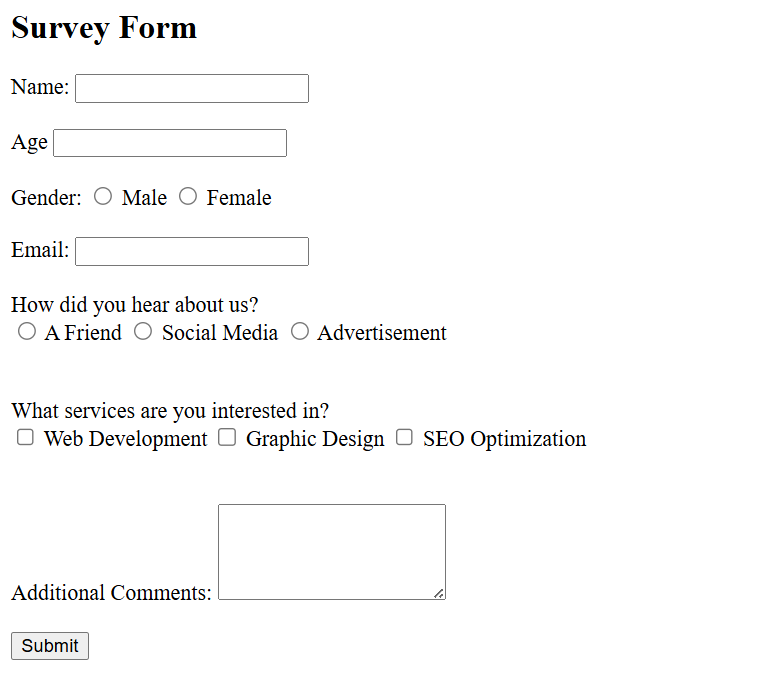 Survey Form
Name:
Age
Gender: Male Female
Email:
How did you hear about us?
A Friend Social Media Advertisement
What services are you interested in?
Web Development Graphic Design SEO Optimization
Additional Comments:
Submit